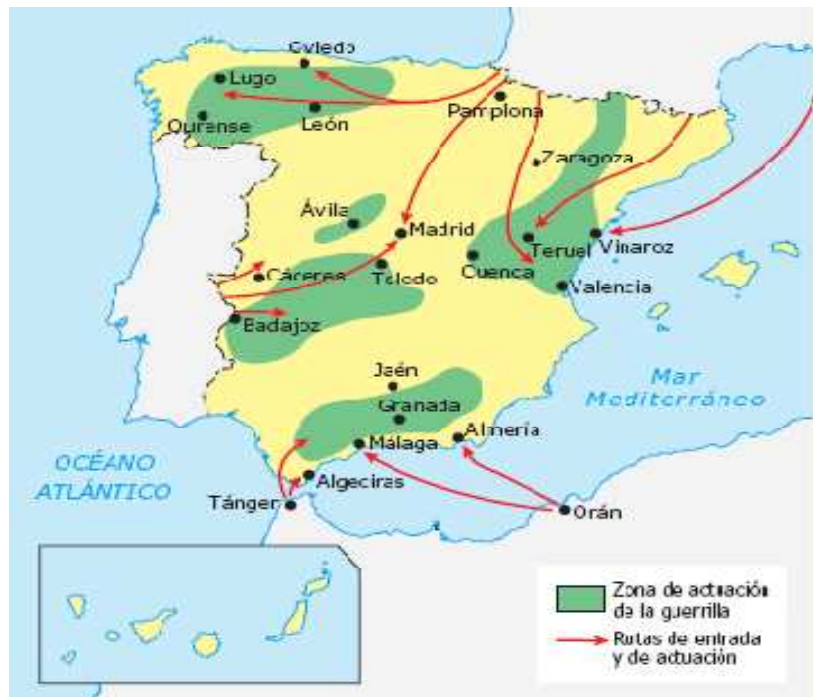 Oviedo
Lugo
Pamplona
León
Ourense
Zaragoza
Ávila
Madrid
Teruel
Vinaroz
Cáceres
Toledo
Cuenca
Valencia
Badajoz
Jaén
Mar
Mediterráneo
Granada
Almería
Málaga
OCÉANO
ATLÁNTICO
Algeciras
Tánger
Orán
Zona de actuación
de la guerrilla
Rutas de entrada
y de actuación